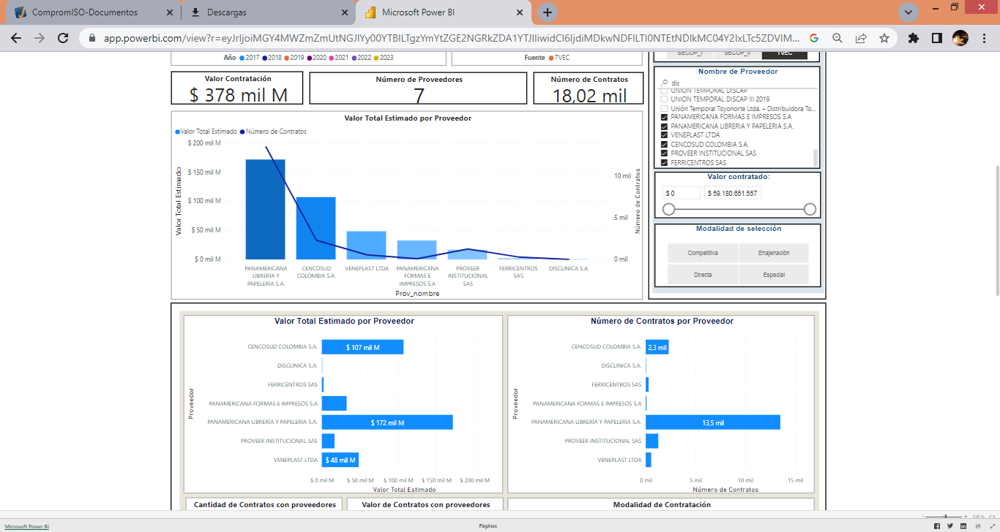 CompromISO-Documentos
Descargas
Microsoft Power BI
app.powerbi.com/view?r=eyJrIjoiMGY4MWZmZmUtNGJlYy00YTBlLTgzYmYtZGE2NGRkZDA1YTJlIiwidCI6IjdiMDkwNDFlLTI0NTEtNDlkMC04Y2IxLTc5ZDVlM...
Año 2017 2018 2019 2020 2021 2022 2023
Fuente TVEC
SECOP_I SECOP_II TVEC
Valor Contratación
$ 378 mil M
Número de Proveedores
7
Número de Contratos
18,02 mil
Nombre de Proveedor
dis
UNION TEMPORAL DISCAP
UNION TEMPORAL DISCAP III 2019
Unión Temporal Toyonorte Ltda. – Distribuidora To...
PANAMERICANA FORMAS E IMPRESOS S.A
PANAMERICANA LIBRERIA Y PAPELERIA S.A.
VENEPLAST LTDA
CENCOSUD COLOMBIA S.A.
PROVEER INSTITUCIONAL SAS
FERRICENTROS SAS
Valor contratado:
$ 0
$ 59.180.651.557
Modalidad de selección
Competitiva
Enajenación
Directa
Especial
Valor Total Estimado por Proveedor
Valor Total Estimado Número de Contratos
$ 200 mil M
$ 150 mil M
$ 100 mil M
$ 50 mil M
$ 0 mil M
Valor Total Estimado
10 mil
5 mil
0 mil
Número de Contratos
PANAMERICANA LIBRERÍA Y PAPELERÍA S.A.
CENCOSUD COLOMBIA S.A.
VENEPLAST LTDA
PANAMERICANA FORMAS E IMPRESOS S.A
PROVEER INSTITUCIONAL SAS
FERRICENTROS SAS
DISCLINICA S.A.
Prov_nombre
Valor Total Estimado por Proveedor
Proveedor
CENCOSUD COLOMBIA S.A. $ 107 mil M
DISCLINICA S.A.
FERRICENTROS SAS
PANAMERICANA FORMAS E IMPRESOS S.A
PANAMERICANA LIBRERÍA Y PAPELERÍA S.A. $ 172 mil M
PROVEER INSTITUCIONAL SAS
VENEPLAST LTDA $ 48 mil M
$ 0 mil M $ 50 mil M $ 100 mil M $ 150 mil M $ 200 mil M
Valor Total Estimado
Número de Contratos por Proveedor
Proveedor
CENCOSUD COLOMBIA S.A. 2,3 mil
DISCLINICA S.A.
FERRICENTROS SAS
PANAMERICANA FORMAS E IMPRESOS S.A
PANAMERICANA LIBRERÍA Y PAPELERÍA S.A. 13,5 mil
PROVEER INSTITUCIONAL SAS
VENEPLAST LTDA
0 mil 5 mil 10 mil 15 mil
Número de Contratos
Cantidad de Contratos con proveedores
Valor de Contratos con proveedores
Modalidad de Contratación
130 %
Microsoft Power BI
Páginas